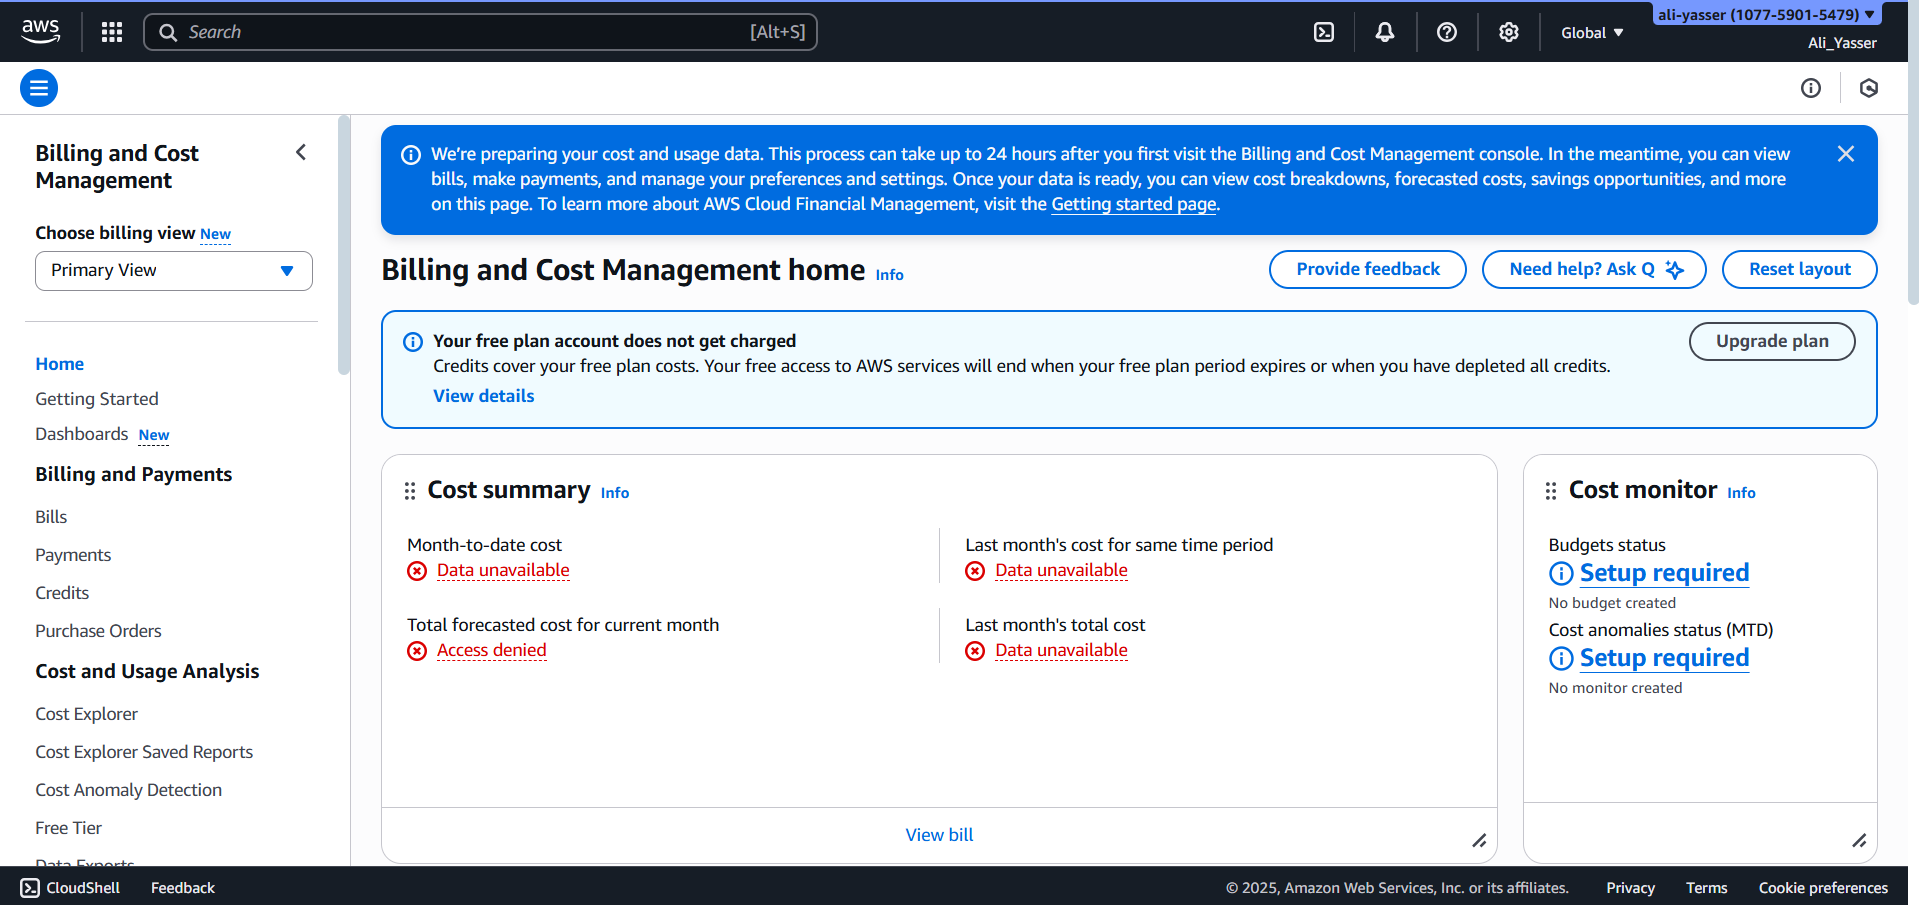 aws
Search
[Alt+S]
Global
ali-yasser (1077-5901-5479)
Ali_Yasser
Billing and Cost
Management
Choose billing view New
Primary View
Home
Getting Started
Dashboards New
Billing and Payments
Bills
Payments
Credits
Purchase Orders
Cost and Usage Analysis
Cost Explorer
Cost Explorer Saved Reports
Cost Anomaly Detection
Free Tier
Data Exports
We're preparing your cost and usage data. This process can take up to 24 hours after you first visit the Billing and Cost Management console. In the meantime, you can view
bills, make payments, and manage your preferences and settings. Once your data is ready, you can view cost breakdowns, forecasted costs, savings opportunities, and more
on this page. To learn more about AWS Cloud Financial Management, visit the Getting started page.
Billing and Cost Management home Info
Provide feedback
Need help? Ask Q
Reset layout
Your free plan account does not get charged
Credits cover your free plan costs. Your free access to AWS services will end when your free plan period expires or when you have depleted all credits.
View details
Upgrade plan
Cost summary Info
Month-to-date cost
Data unavailable
Last month's cost for same time period
Data unavailable
Total forecasted cost for current month
Access denied
Last month's total cost
Data unavailable
View bill
Cost monitor Info
Budgets status
Setup required
No budget created
Cost anomalies status (MTD)
Setup required
No monitor created
CloudShell
Feedback
© 2025, Amazon Web Services, Inc. or its affiliates.
Privacy
Terms
Cookie preferences